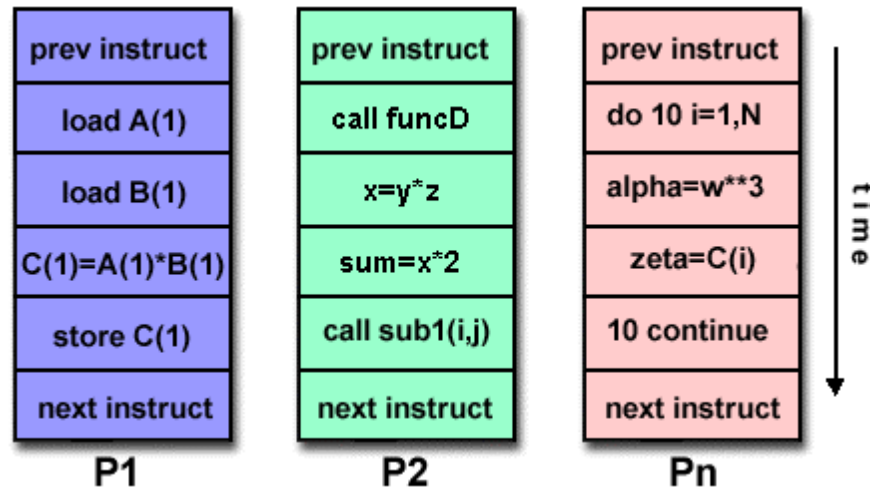 prev instruct
load A(1)
load B(1)
C(1)=A(1)*B(1)
store C(1)
next instruct
P1
prev instruct
call funcD
x=y*z
sum=x*2
call sub1(i,j)
next instruct
P2
prev instruct
do 10 i=1,N
alpha=w**3
zeta=C(i)
10 continue
next instruct
Pn
time